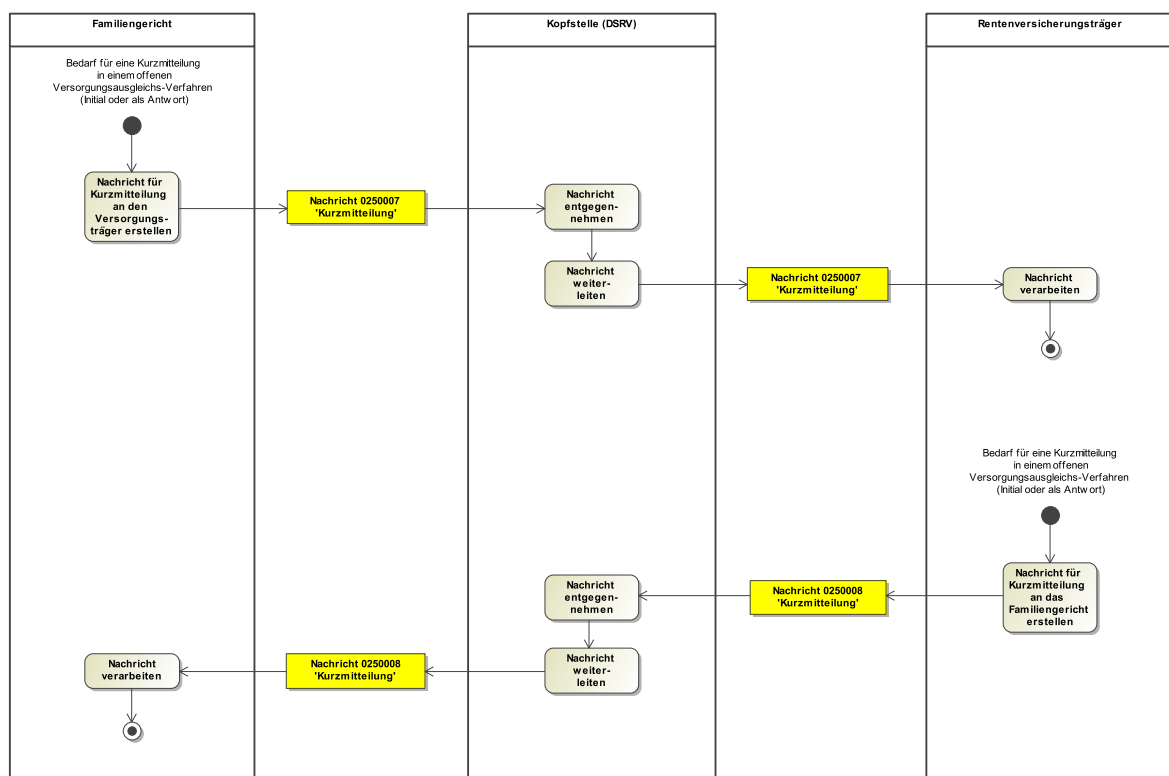 Familiengericht
Kopfstelle (DSRV)
Rentenversicherungsträger
Bedarf für eine Kurzmitteilung
in einem offenen
Versorgungsausgleichs-Verfahren
(Initial oder als Antwort)
Nachricht für
Kurzmitteilung
an den
Versorgungs-
träger erstellen
Nachricht 0250007
'Kurzmitteilung'
Nachricht
entgegen-
nehmen
Nachricht
weiter-
leiten
Nachricht 0250007
'Kurzmitteilung'
Nachricht
verarbeiten
Bedarf für eine Kurzmitteilung
in einem offenen
Versorgungsausgleichs-Verfahren
(Initial oder als Antwort)
Nachricht für
Kurzmitteilung
an das
Familiengericht
erstellen
Nachricht 0250008
'Kurzmitteilung'
Nachricht
entgegen-
nehmen
Nachricht
weiter-
leiten
Nachricht 0250008
'Kurzmitteilung'
Nachricht
verarbeiten